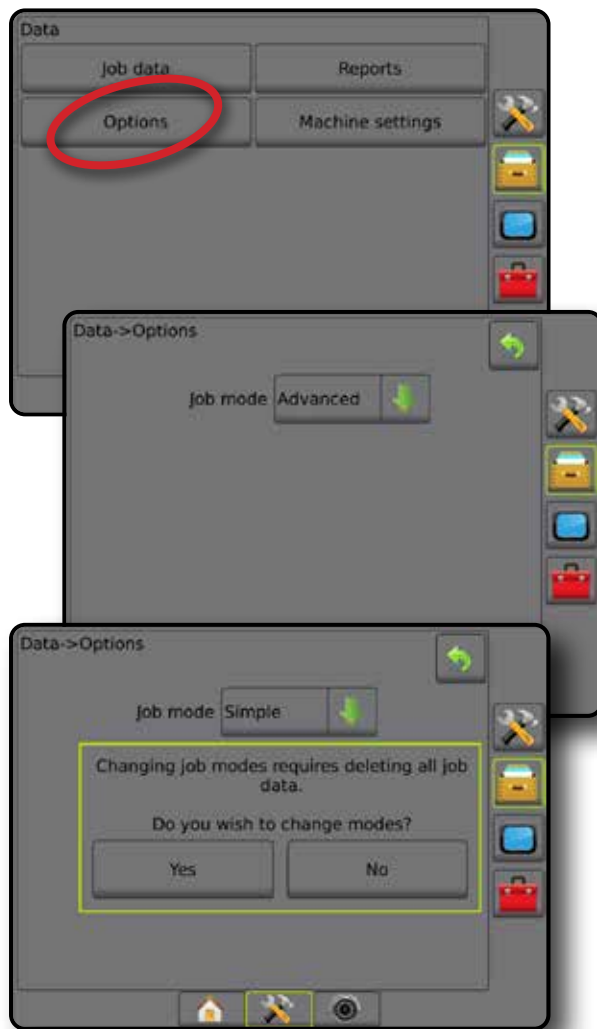 Data
Job data
Reports
Options
Machine settings
Data->Options
Job mode Advanced
Data->Options
Job mode Simple
Changing job modes requires deleting all job
data.
Do you wish to change modes?
Yes
No